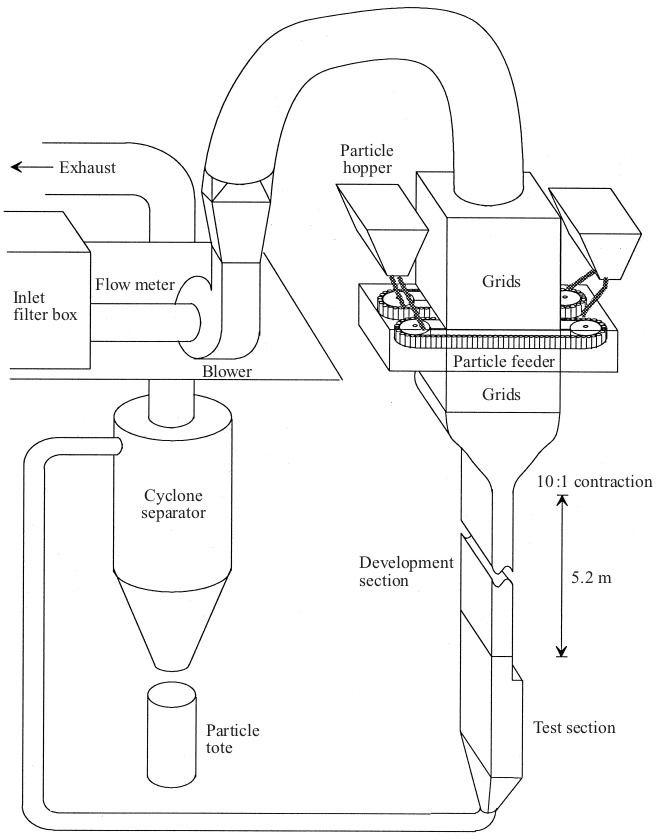 Exhaust
Particle
hopper
Inlet
filter box
Flow meter
Grids
Blower
Particle feeder
Grids
10:1 contraction
Cyclone
separator
Development
section
5.2 m
Particle
tote
Test section